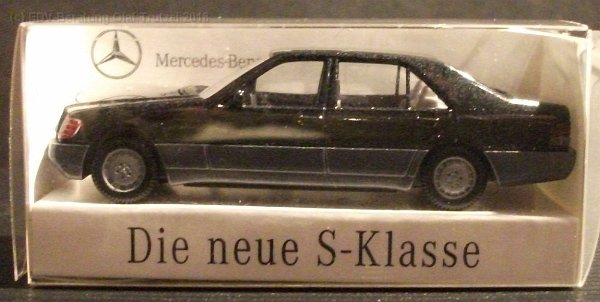 Mercedes-Benz
Die neue S-Klasse